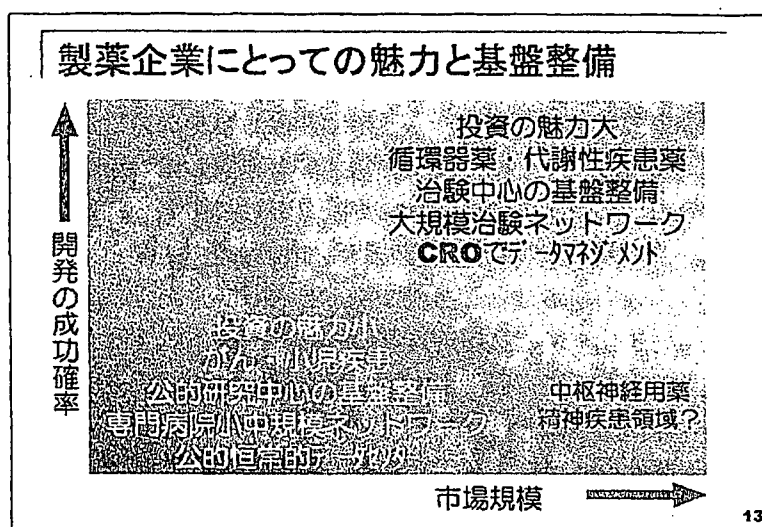 製薬企業にとっての魅力と基盤整備
投資の魅力大
循環器薬・代謝性疾患薬
治験中心の基盤整備
大規模治験ネットワーク
CROでデータマネジメント
開発の成功確率
投資の魅力小
がん・小児疾患
公的研究中心の基盤整備
専門病院小中規模ネットワーク
公的恒常的データセンター
中枢神経用薬
精神疾患領域?
市場規模
13